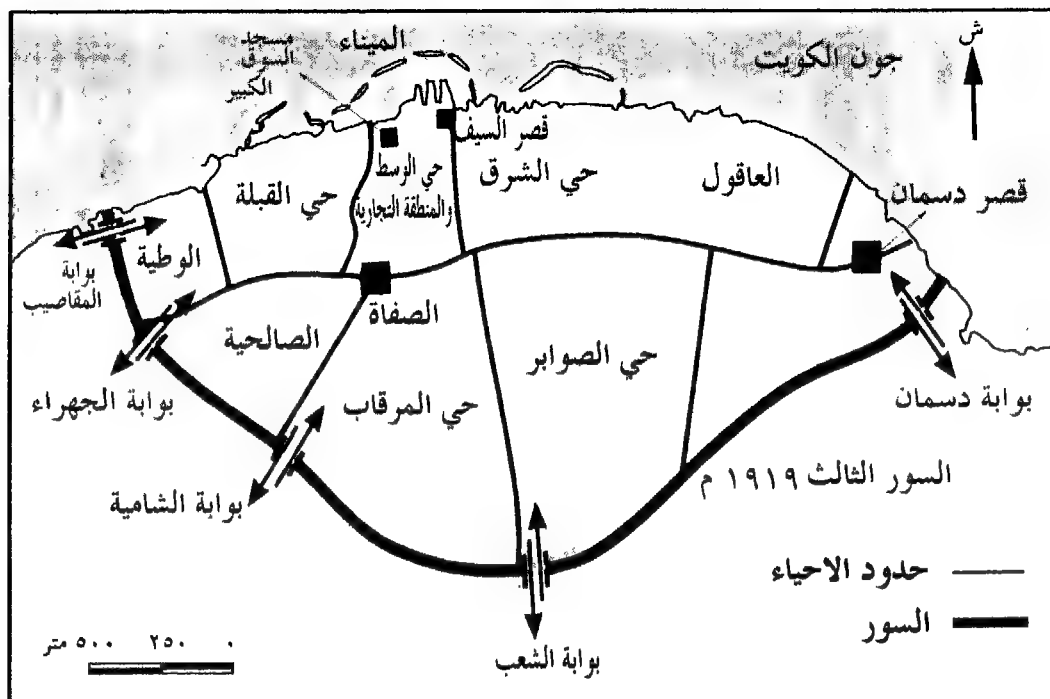 ش
الميناء
مسجد
السوق
الكبير
جون الكويت
قصر السيف
حي الوسط
والمنطقة التجارية
حي الشرق
العاقول
قصر دسمان
حي القبلة
الوطية
بوابة
المقاصيب
الصفاة
الصالحية
حي الصوابر
حي المرقاب
بوابة الجهراء
بوابة دسمان
بوابة الشامية
السور الثالث ١٩١٩ م
حدود الاحياء
السور
بوابة الشعب
٠ ٢٥٠ ٥٠٠ متر